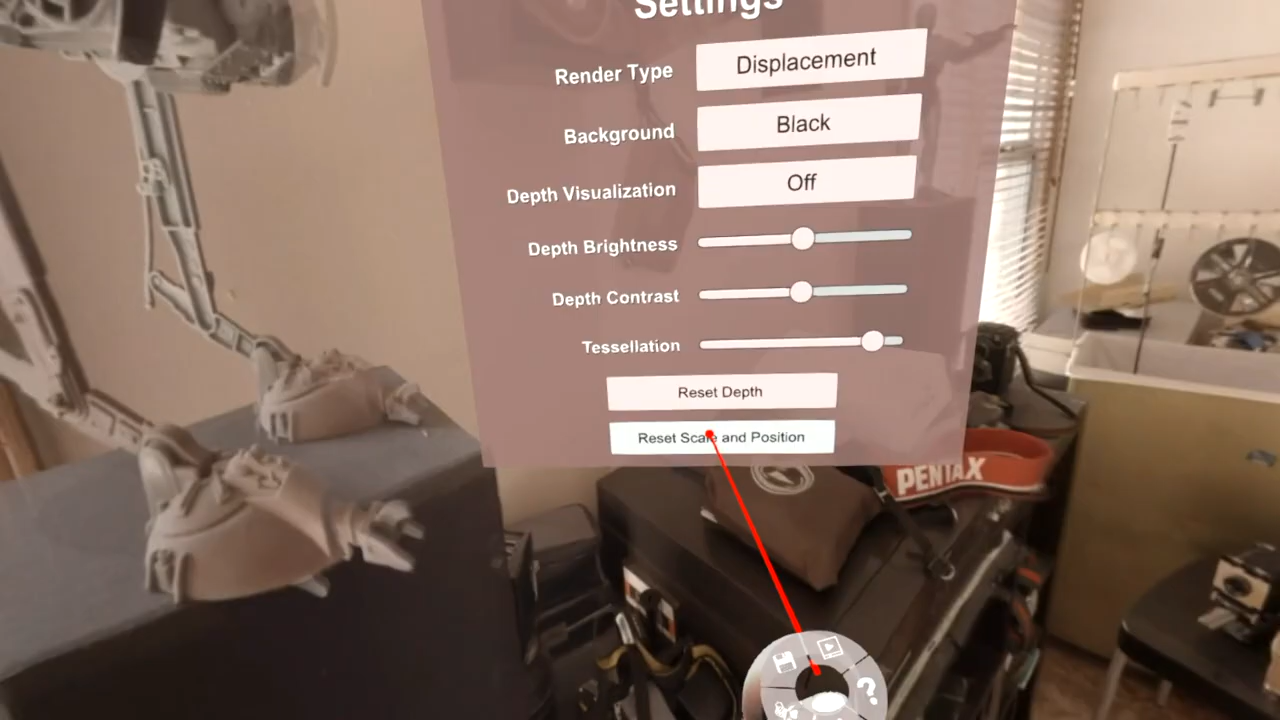 Settings
Render Type
Displacement
Background
Black
Depth Visualization
Off
Depth Brightness
Depth Contrast
Tessellation
Reset Depth
Reset Scale and Position
PENTAX
?